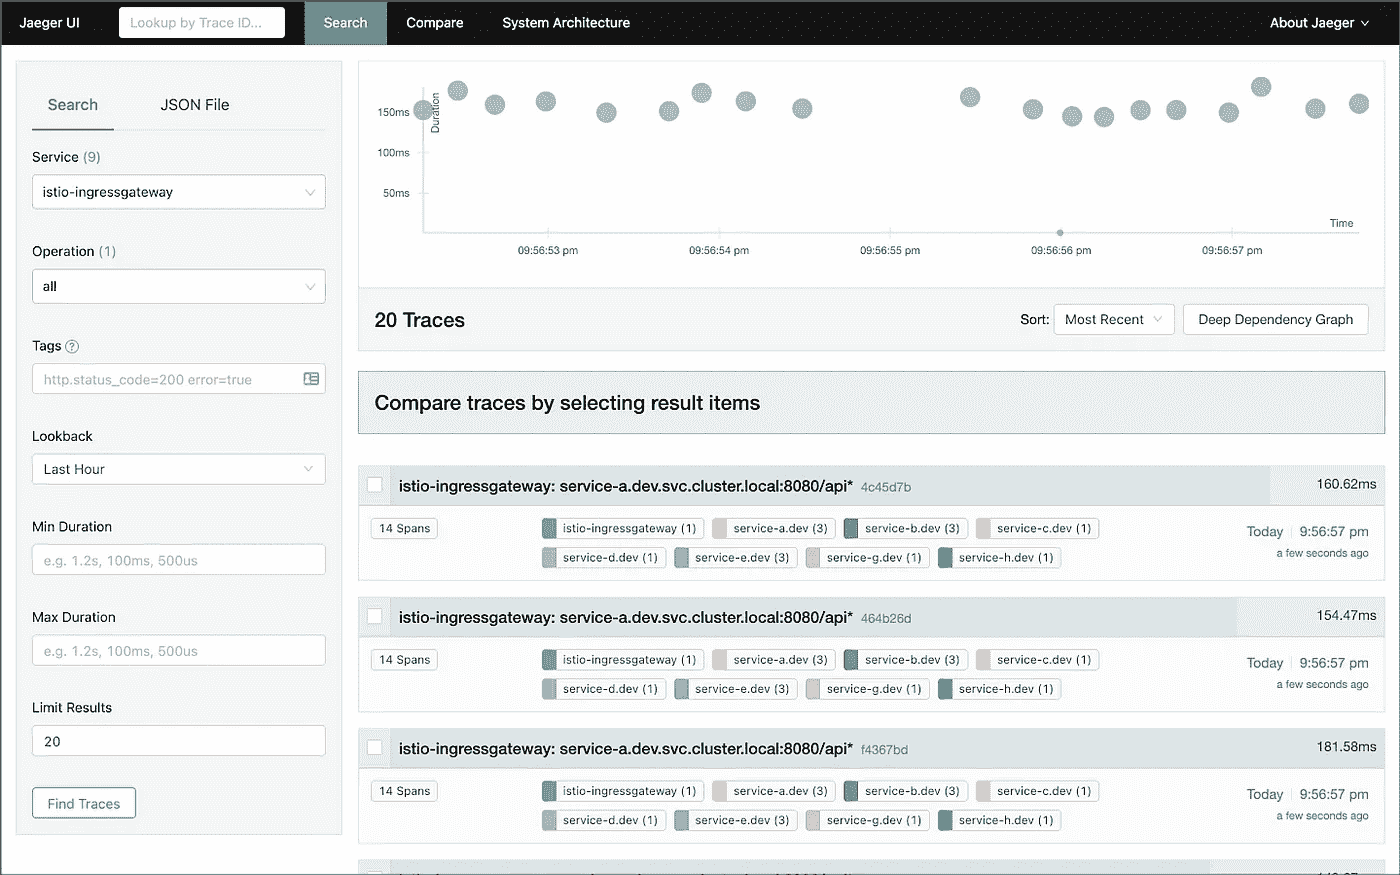 Jaeger UI
Lookup by Trace ID...
Search
Compare
System Architecture
About Jaeger
Search
JSON File
Service (9)
istio-ingressgateway
Operation (1)
all
Tags ?
http.status_code=200 error=true
Lookback
Last Hour
Min Duration
e.g. 1.2s, 100ms, 500us
Max Duration
e.g. 1.2s, 100ms, 500us
Limit Results
20
Find Traces
Duration
150ms
100ms
50ms
Time
09:56:53 pm
09:56:54 pm
09:56:55 pm
09:56:56 pm
09:56:57 pm
20 Traces
Sort:
Most Recent
Deep Dependency Graph
Compare traces by selecting result items
istio-ingressgateway: service-a.dev.svc.cluster.local:8080/api* 4c45d7b
160.62ms
14 Spans
istio-ingressgateway (1)
service-a.dev (3)
service-b.dev (3)
service-c.dev (1)
service-d.dev (1)
service-e.dev (3)
service-g.dev (1)
service-h.dev (1)
Today
9:56:57 pm
a few seconds ago
istio-ingressgateway: service-a.dev.svc.cluster.local:8080/api* 464b26d
154.47ms
14 Spans
istio-ingressgateway (1)
service-a.dev (3)
service-b.dev (3)
service-c.dev (1)
service-d.dev (1)
service-e.dev (3)
service-g.dev (1)
service-h.dev (1)
Today
9:56:57 pm
a few seconds ago
istio-ingressgateway: service-a.dev.svc.cluster.local:8080/api* f4367bd
181.58ms
14 Spans
istio-ingressgateway (1)
service-a.dev (3)
service-b.dev (3)
service-c.dev (1)
service-d.dev (1)
service-e.dev (3)
service-g.dev (1)
service-h.dev (1)
Today
9:56:57 pm
a few seconds ago